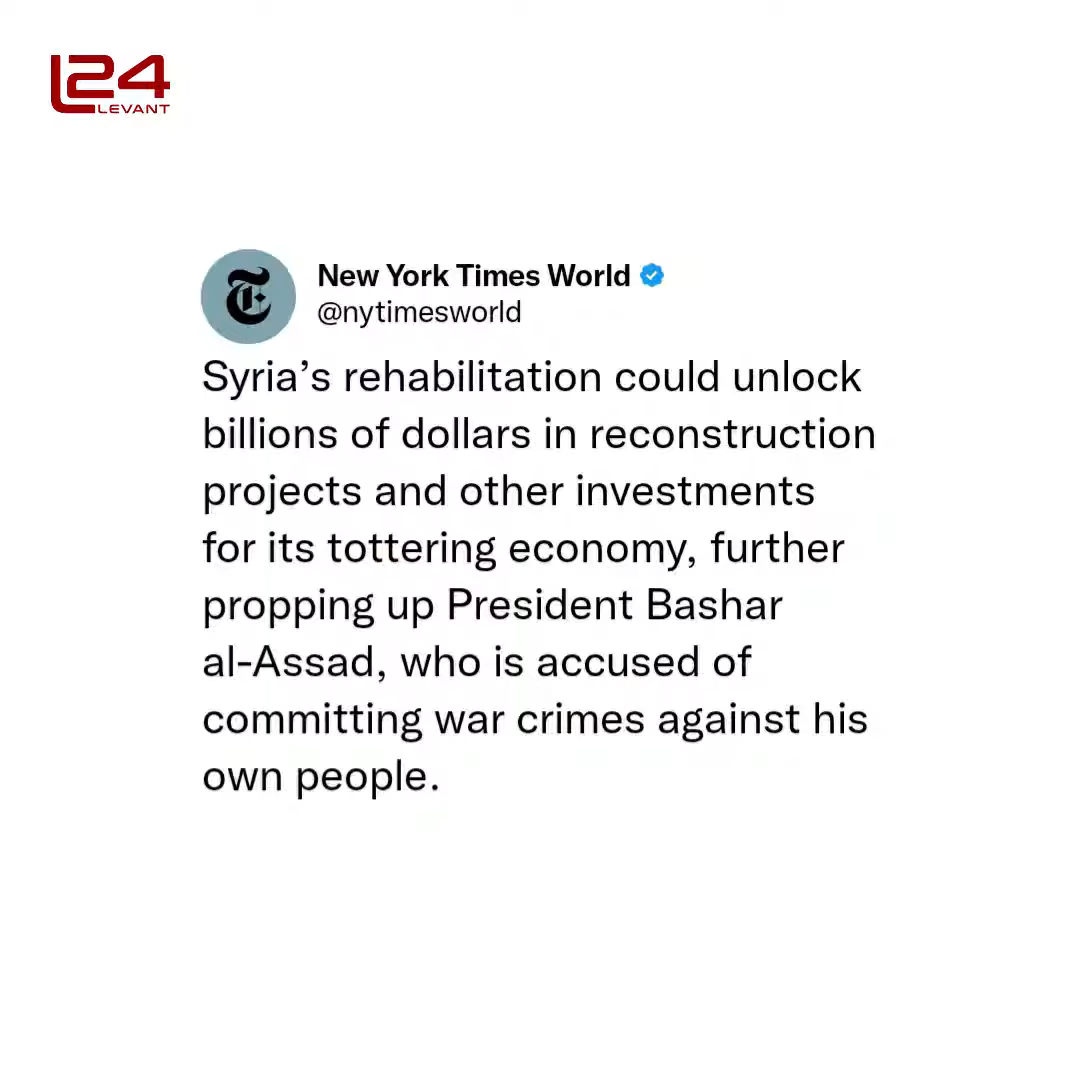 L24
LEVANT
New York Times World
@nytimesworld
Syria’s rehabilitation could unlock
billions of dollars in reconstruction
projects and other investments
for its tottering economy, further
propping up President Bashar
al-Assad, who is accused of
committing war crimes against his
own people.